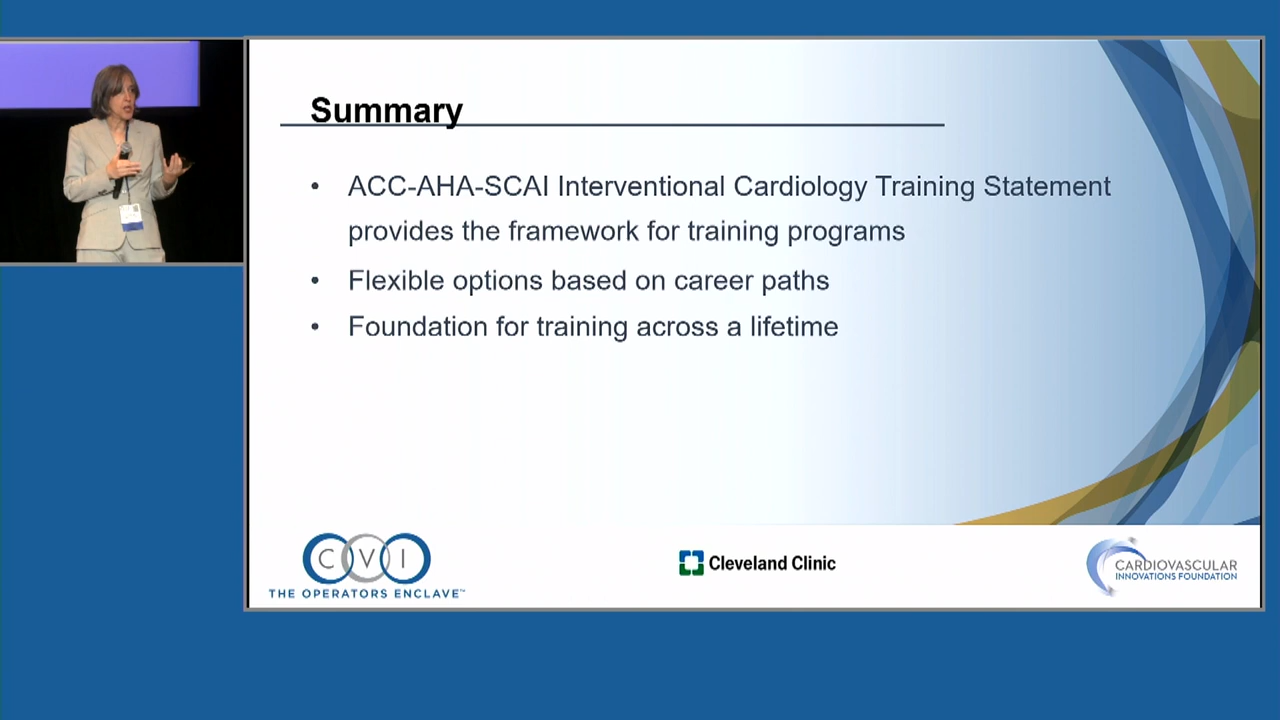 Summary
• ACC-AHA-SCAI Interventional Cardiology Training Statement
provides the framework for training programs
• Flexible options based on career paths
• Foundation for training across a lifetime
CVI
THE OPERATORS ENCLAVE™
Cleveland Clinic
CARDIOVASCULAR
INNOVATIONS FOUNDATION